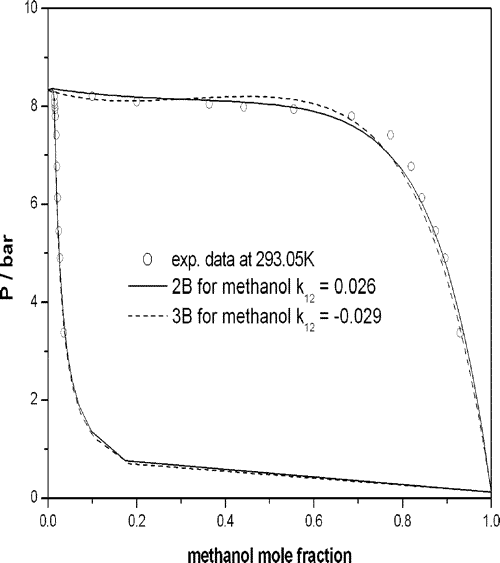 10
8
6
4
2
0
P / bar
exp. data at 293.05K
2B for methanol k12 = 0.026
3B for methanol k12 = -0.029
0.0 0.2 0.4 0.6 0.8 1.0
methanol mole fraction